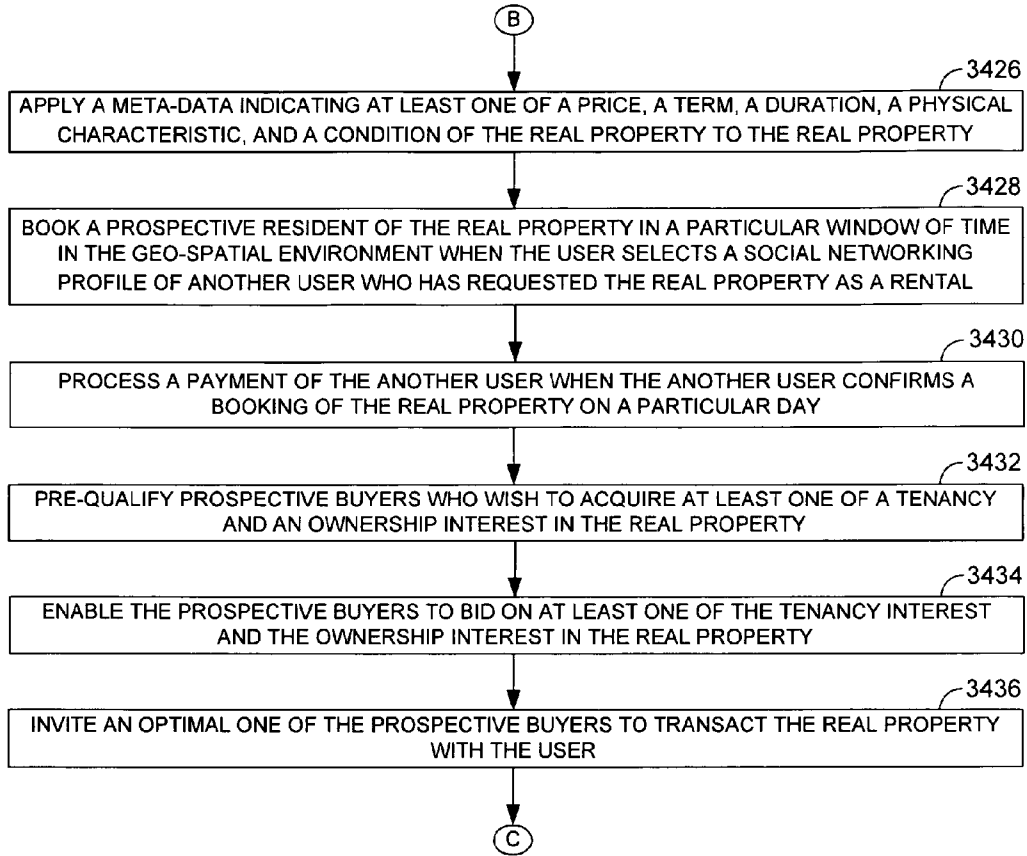 B
3426
APPLY A META-DATA INDICATING AT LEAST ONE OF A PRICE, A TERM, A DURATION, A PHYSICAL
CHARACTERISTIC, AND A CONDITION OF THE REAL PROPERTY TO THE REAL PROPERTY
3428
BOOK A PROSPECTIVE RESIDENT OF THE REAL PROPERTY IN A PARTICULAR WINDOW OF TIME
IN THE GEO-SPATIAL ENVIRONMENT WHEN THE USER SELECTS A SOCIAL NETWORKING
PROFILE OF ANOTHER USER WHO HAS REQUESTED THE REAL PROPERTY AS A RENTAL
3430
PROCESS A PAYMENT OF THE ANOTHER USER WHEN THE ANOTHER USER CONFIRMS A
BOOKING OF THE REAL PROPERTY ON A PARTICULAR DAY
3432
PRE-QUALIFY PROSPECTIVE BUYERS WHO WISH TO ACQUIRE AT LEAST ONE OF A TENANCY
AND AN OWNERSHIP INTEREST IN THE REAL PROPERTY
3434
ENABLE THE PROSPECTIVE BUYERS TO BID ON AT LEAST ONE OF THE TENANCY INTEREST
AND THE OWNERSHIP INTEREST IN THE REAL PROPERTY
3436
INVITE AN OPTIMAL ONE OF THE PROSPECTIVE BUYERS TO TRANSACT THE REAL PROPERTY
WITH THE USER
C